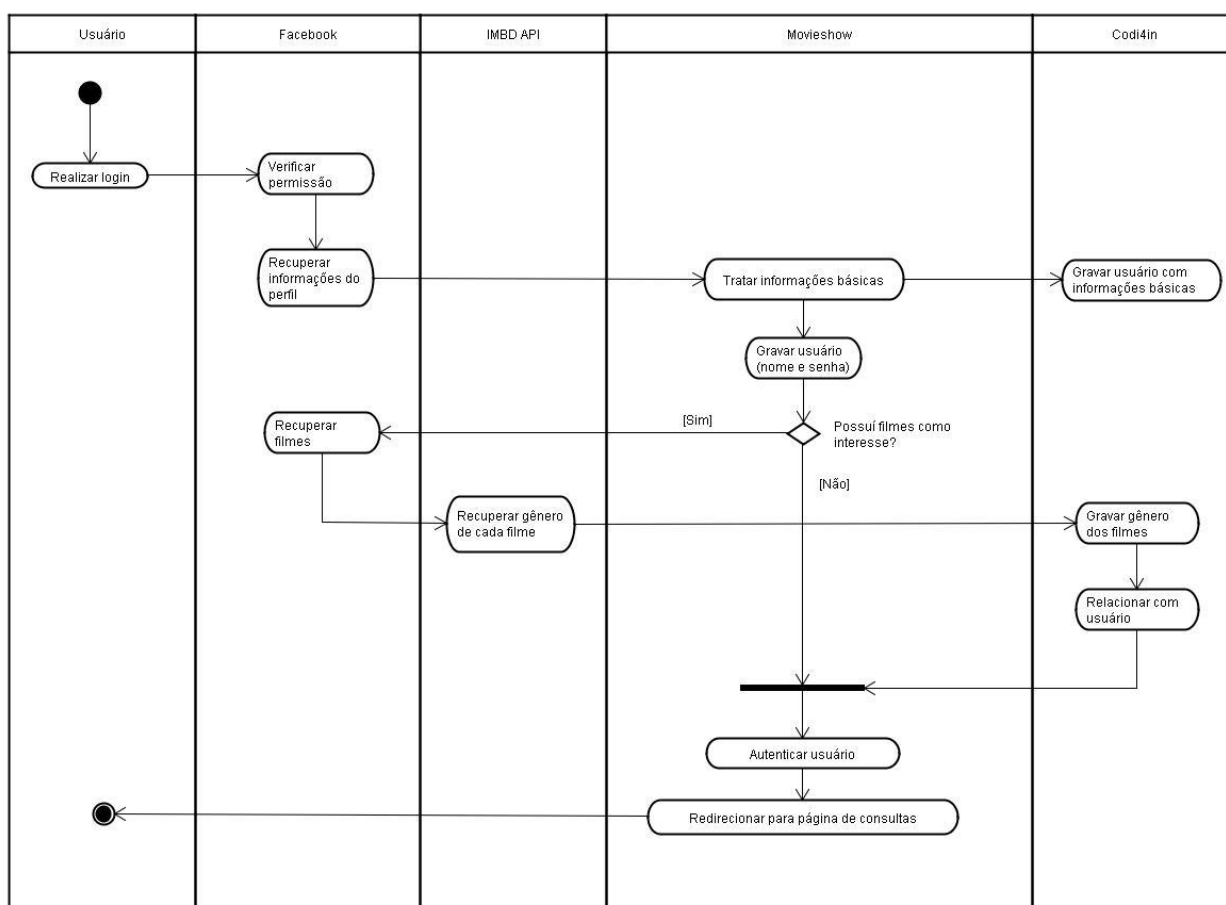 Usuário
Facebook
IMBD API
Movieshow
Codi4in
Realizar login
Verificar
permissão
Recuperar
informações do
perfil
Tratar informações básicas
Gravar usuário com
informações básicas
Gravar usuário
(nome e senha)
Recuperar
filmes
[Sim]
Possuí filmes como
interesse?
[Não]
Recuperar gênero
de cada filme
Gravar gênero
dos filmes
Relacionar com
usuário
Autenticar usuário
Redirecionar para página de consultas